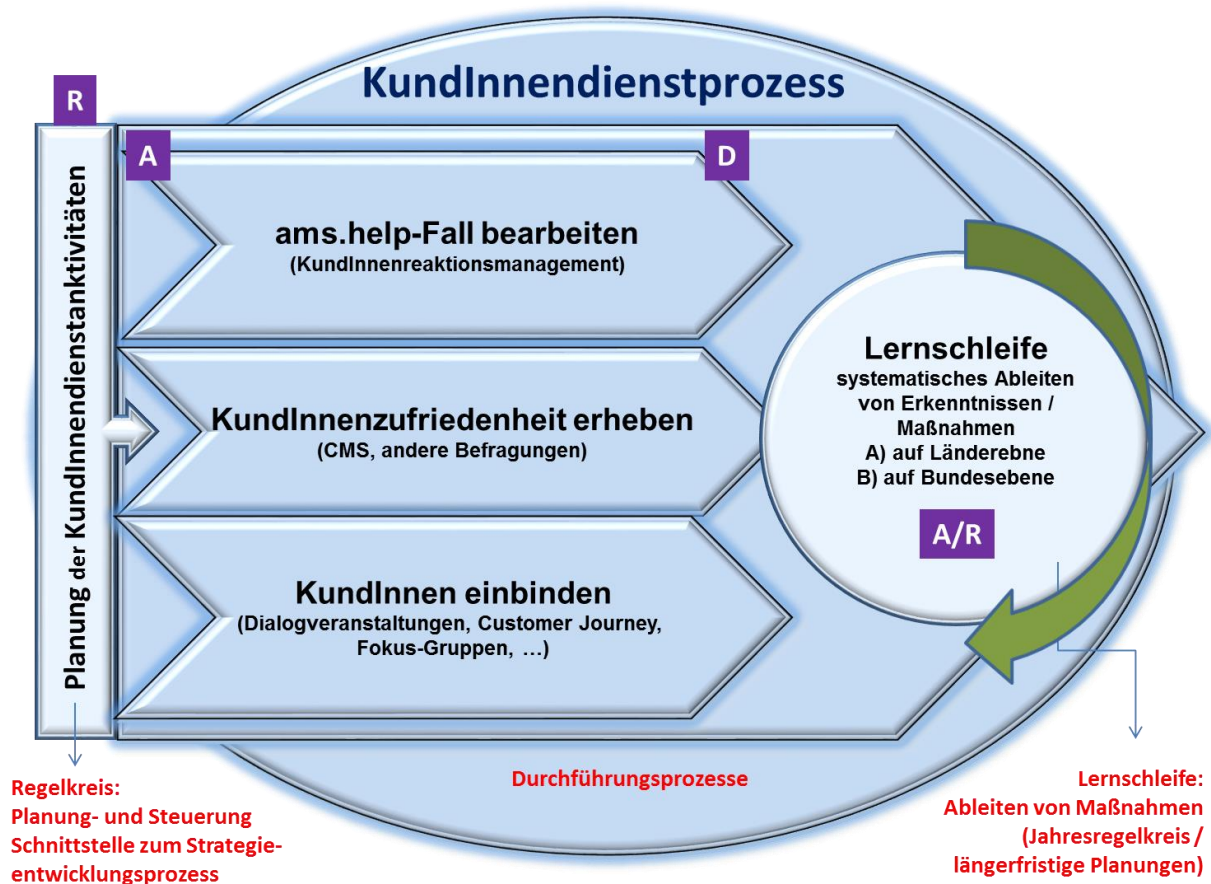 KundInnendienstprozess
R
Planung der KundInnendienstanktivitäten
A
D
ams.help-Fall bearbeiten
(KundInnenreaktionsmanagement)
KundInnenzufriedenheit erheben
(CMS, andere Befragungen)
KundInnen einbinden
(Dialogveranstaltungen, Customer Journey,
Fokus-Gruppen, ...)
Lernschleife
systematisches Ableiten
von Erkenntnissen /
Maßnahmen
A) auf Länderebne
B) auf Bundesebene
A/R
Regelkreis:
Planung- und Steuerung
Schnittstelle zum Strategie-
entwicklungsprozess
Durchführungsprozesse
Lernschleife:
Ableiten von Maßnahmen
(Jahresregelkreis /
längerfristige Planungen)